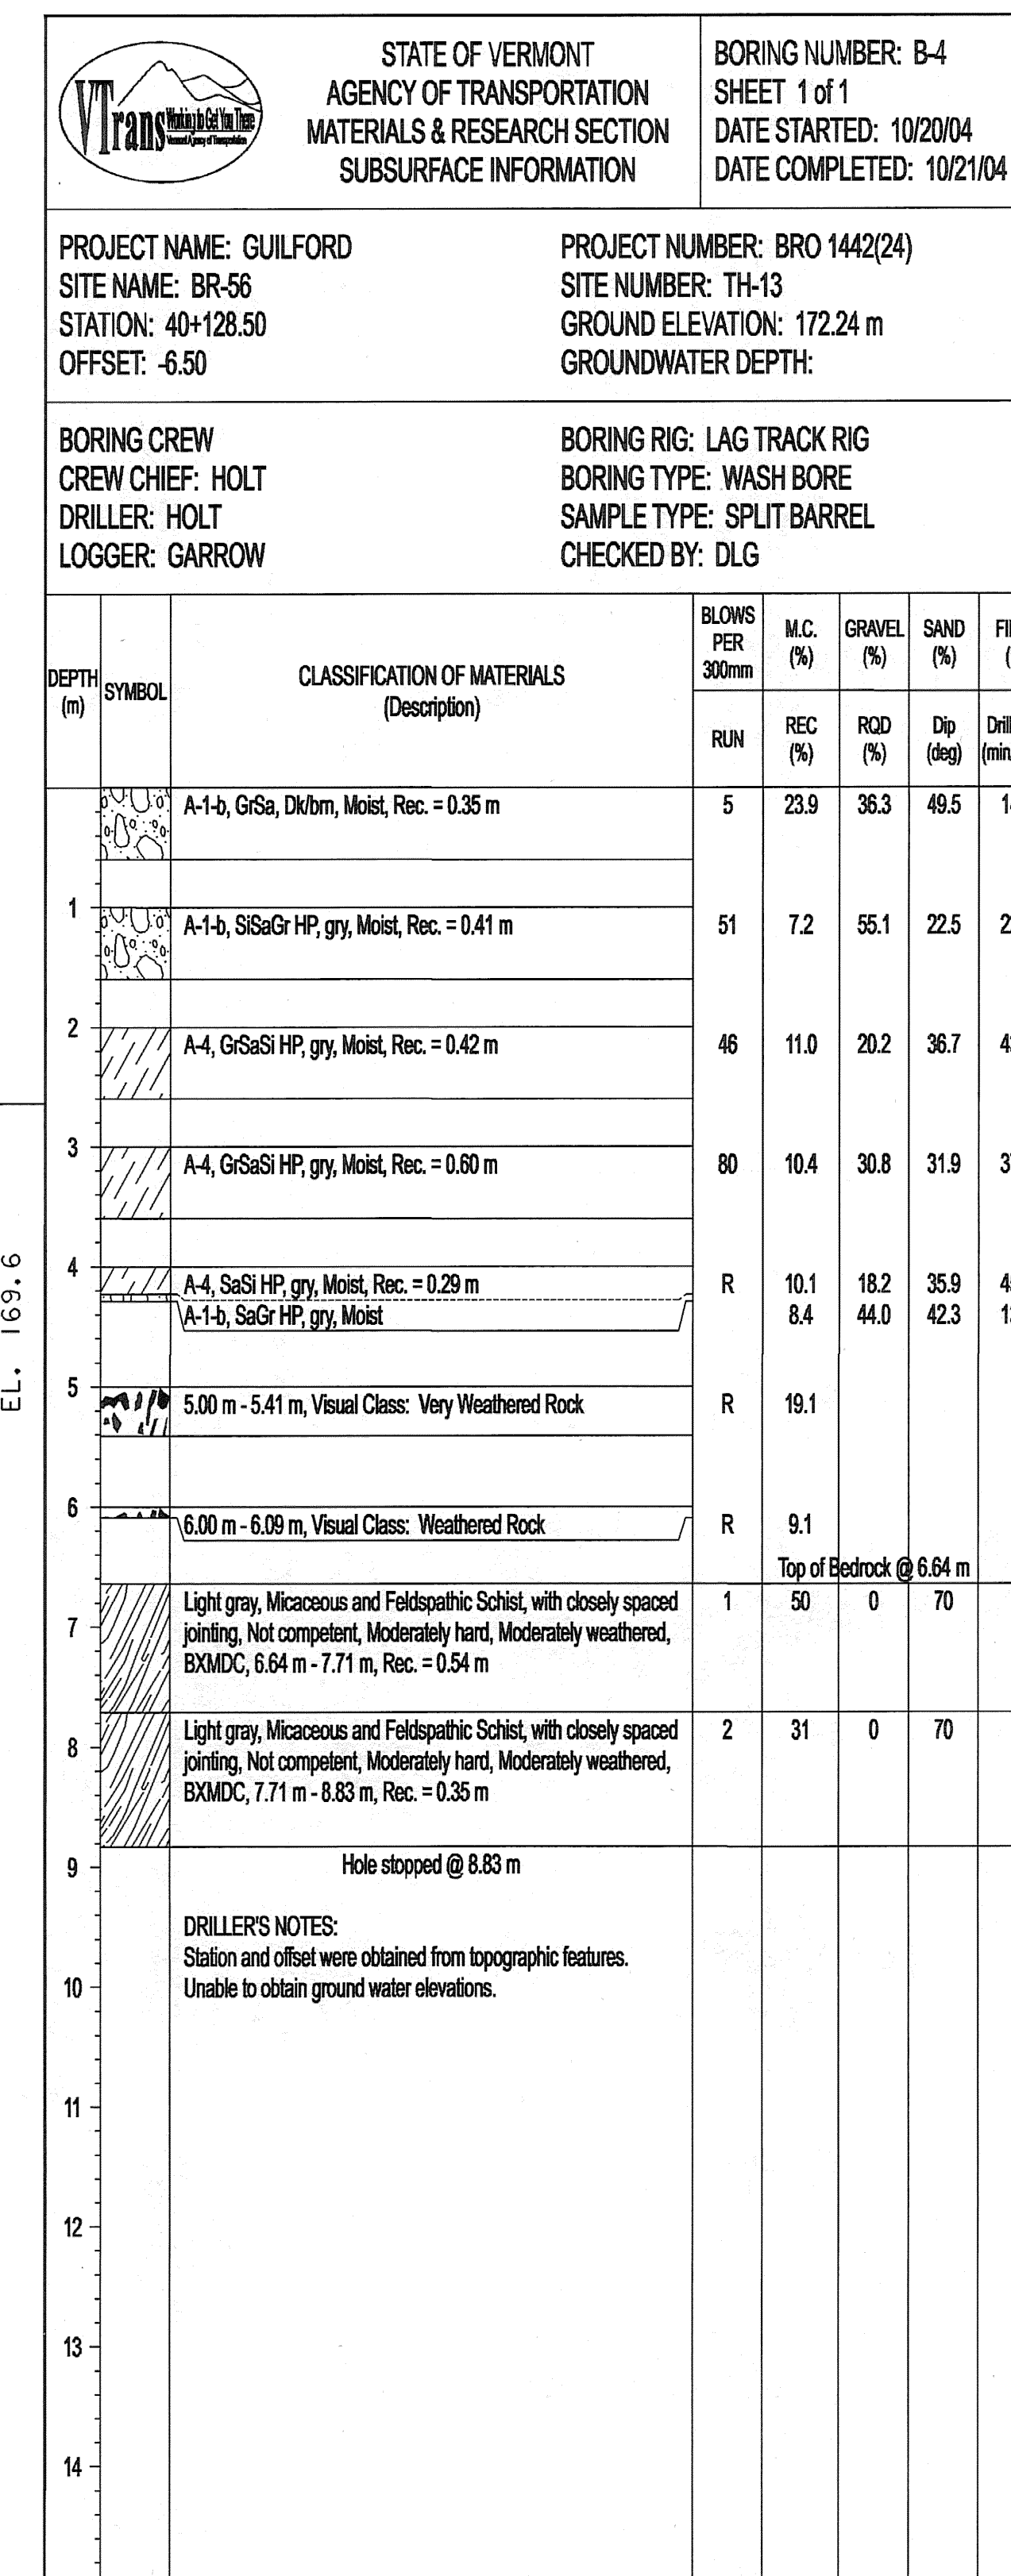 VTrans Working to Get You There
Vermont Agency of Transportation
STATE OF VERMONT
AGENCY OF TRANSPORTATION
MATERIALS & RESEARCH SECTION
SUBSURFACE INFORMATION
BORING NUMBER: B-4
SHEET 1 of 1
DATE STARTED: 10/20/04
DATE COMPLETED: 10/21/04
PROJECT NAME: GUILFORD
SITE NAME: BR-56
STATION: 40+128.50
OFFSET: -6.50
PROJECT NUMBER: BRO 1442(24)
SITE NUMBER: TH-13
GROUND ELEVATION: 172.24 m
GROUNDWATER DEPTH:
BORING CREW
CREW CHIEF: HOLT
DRILLER: HOLT
LOGGER: GARROW
BORING RIG: LAG TRACK RIG
BORING TYPE: WASH BORE
SAMPLE TYPE: SPLIT BARREL
CHECKED BY: DLG
DEPTH (m)
SYMBOL
CLASSIFICATION OF MATERIALS
(Description)
BLOWS PER 300mm
M.C. (%)
GRAVEL (%)
SAND (%)
RUN
REC (%)
RQD (%)
Dip (deg)
A-1-b, GrSa, Dk/brn, Moist, Rec. = 0.35 m 5 23.9 36.3 49.5
1
A-1-b, SiSaGr HP, gry, Moist, Rec. = 0.41 m 51 7.2 55.1 22.5
2
A-4, GrSaSi HP, gry, Moist, Rec. = 0.42 m 46 11.0 20.2 36.7
3
A-4, GrSaSi HP, gry, Moist, Rec. = 0.60 m 80 10.4 30.8 31.9
4
A-4, SaSi HP, gry, Moist, Rec. = 0.29 m R 10.1 18.2 35.9
A-1-b, SaGr HP, gry, Moist 8.4 44.0 42.3
5
5.00 m - 5.41 m, Visual Class: Very Weathered Rock R 19.1
6
6.00 m - 6.09 m, Visual Class: Weathered Rock R 9.1
Top of Bedrock @ 6.64 m
Light gray, Micaceous and Feldspathic Schist, with closely spaced 1 50 0 70
7 jointing, Not competent, Moderately hard, Moderately weathered,
BXMDC, 6.64 m - 7.71 m, Rec. = 0.54 m
Light gray, Micaceous and Feldspathic Schist, with closely spaced 2 31 0 70
8 jointing, Not competent, Moderately hard, Moderately weathered,
BXMDC, 7.71 m - 8.83 m, Rec. = 0.35 m
9 Hole stopped @ 8.83 m
DRILLER'S NOTES:
Station and offset were obtained from topographic features.
10 Unable to obtain ground water elevations.
11
12
13
14
EL. 169.6